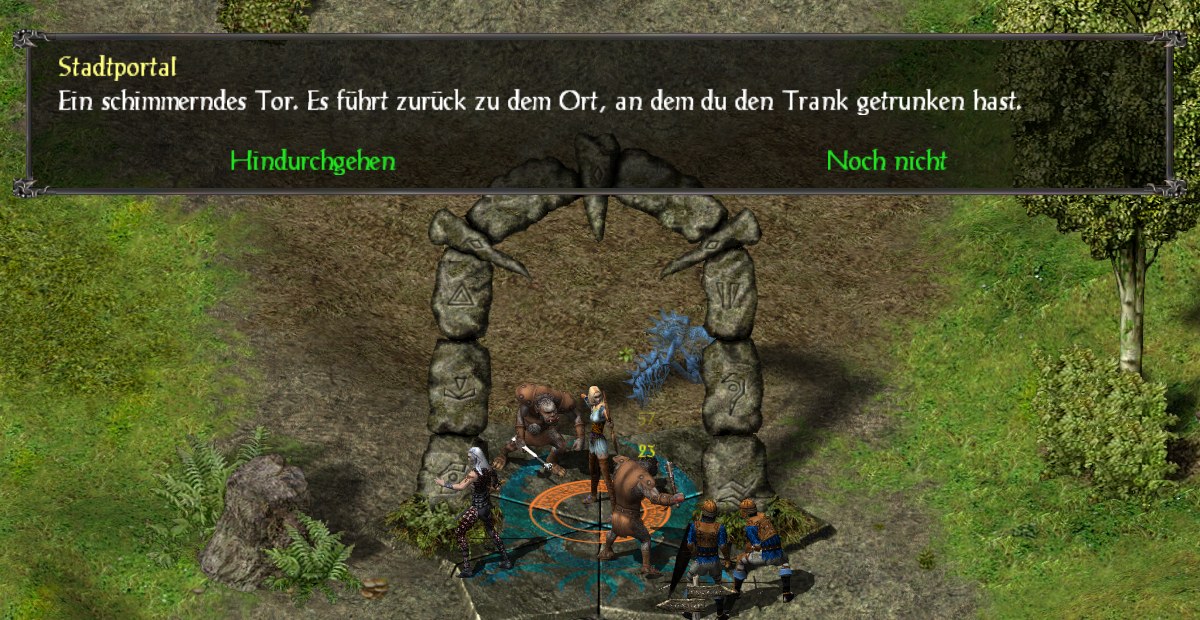 Stadtportal
Ein schimmerndes Tor. Es führt zurück zu dem Ort, an dem du den Trank getrunken hast.
Hindurchgehen
Noch nicht
23